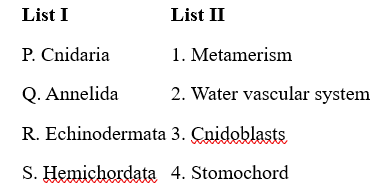 List I List II
P. Cnidaria 1. Metamerism
Q. Annelida 2. Water vascular system
R. Echinodermata 3. Cnidoblasts
S. Hemichordata 4. Stomochord